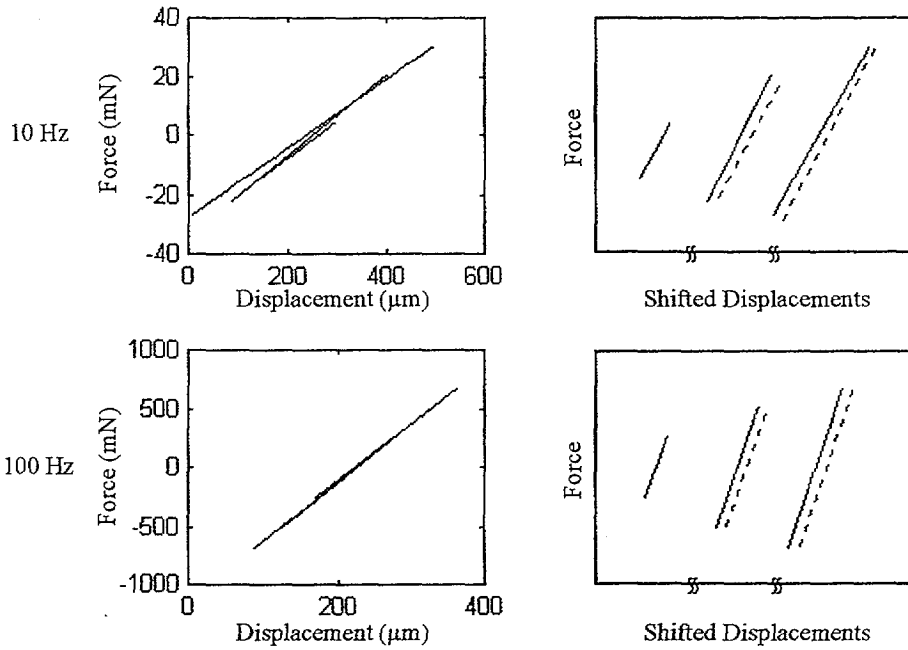 10 Hz
Force (mN)
40
20
0
-20
-40
0
200
400
600
Displacement (μm)
Force
Shifted Displacements
100 Hz
Force (mN)
1000
500
0
-500
-1000
0
200
400
Displacement (μm)
Force
Shifted Displacements